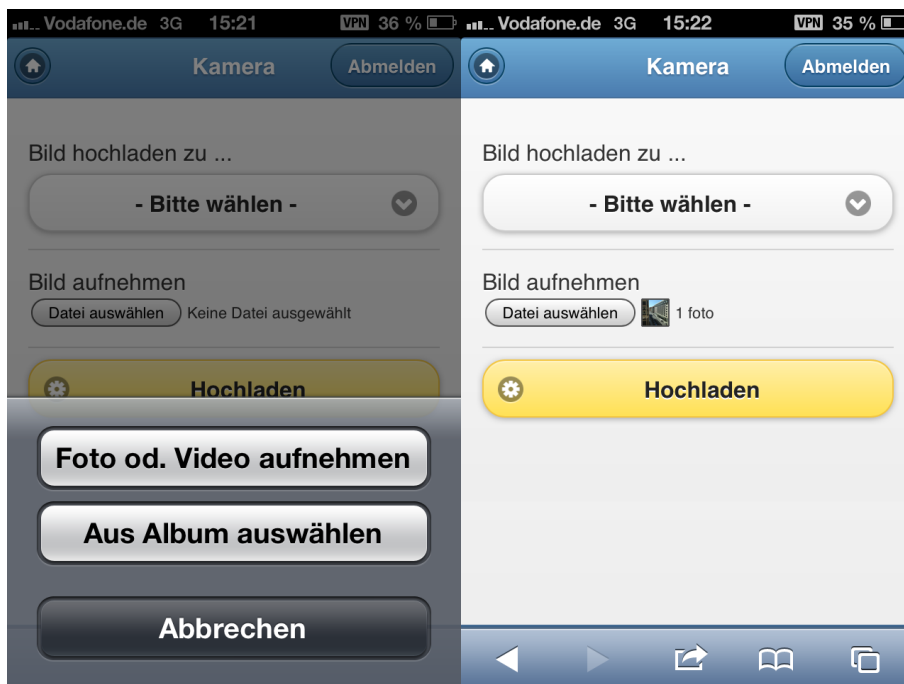 Vodafone.de 3G 15:21 VPN 36 %
Kamera Abmelden
Bild hochladen zu ...
- Bitte wählen -
Bild aufnehmen
Datei auswählen Keine Datei ausgewählt
Hochladen
Foto od. Video aufnehmen
Aus Album auswählen
Abbrechen
Vodafone.de 3G 15:22 VPN 35 %
Kamera Abmelden
Bild hochladen zu ...
- Bitte wählen -
Bild aufnehmen
Datei auswählen 1 foto
Hochladen